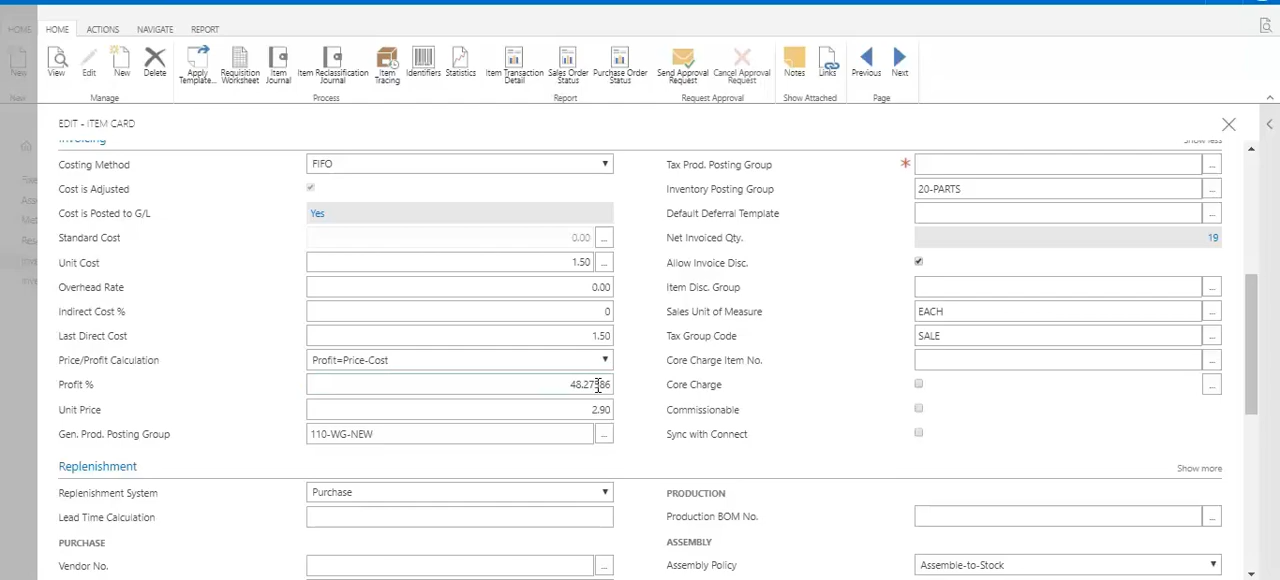 HOME HOME ACTIONS NAVIGATE REPORT
New View Edit New Delete Apply Template... Requisition Worksheet Item Journal Item Reclassification Journal Item Tracing Identifiers Statistics Item Transaction Detail Sales Order Status Purchase Order Status Send Approval Request Cancel Approval Request Notes Links Previous Next
New Manage Process Report Request Approval Show Attached Page
EDIT - ITEM CARD
Invoicing Show less
Costing Method FIFO Tax Prod. Posting Group
Cost is Adjusted Inventory Posting Group 20-PARTS
Cost is Posted to G/L Yes Default Deferral Template
Standard Cost 0.00 Net Invoiced Qty. 19
Unit Cost 1.50 Allow Invoice Disc.
Overhead Rate 0.00 Item Disc. Group
Indirect Cost % 0 Sales Unit of Measure EACH
Last Direct Cost 1.50 Tax Group Code SALE
Price/Profit Calculation Profit=Price-Cost Core Charge Item No.
Profit % 48.27586 Core Charge
Unit Price 2.90 Commissionable
Gen. Prod. Posting Group 110-WG-NEW Sync with Connect
Replenishment Show more
Replenishment System Purchase PRODUCTION
Lead Time Calculation Production BOM No.
PURCHASE ASSEMBLY
Vendor No. Assembly Policy Assemble-to-Stock